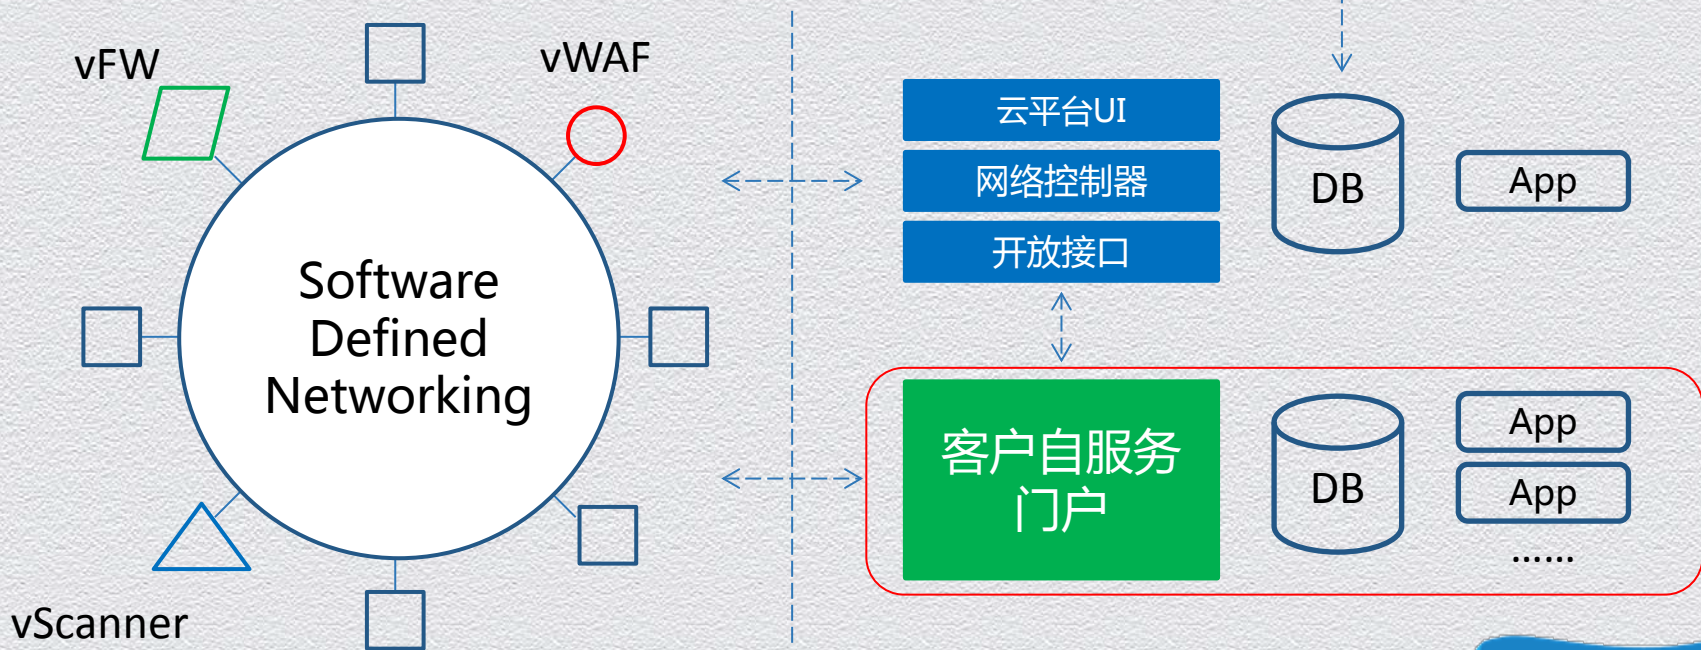 vFW
vWAF
Software
Defined
Networking
vScanner
云平台UI
网络控制器
开放接口
DB
App
客户自服务
门户
DB
App
App
……